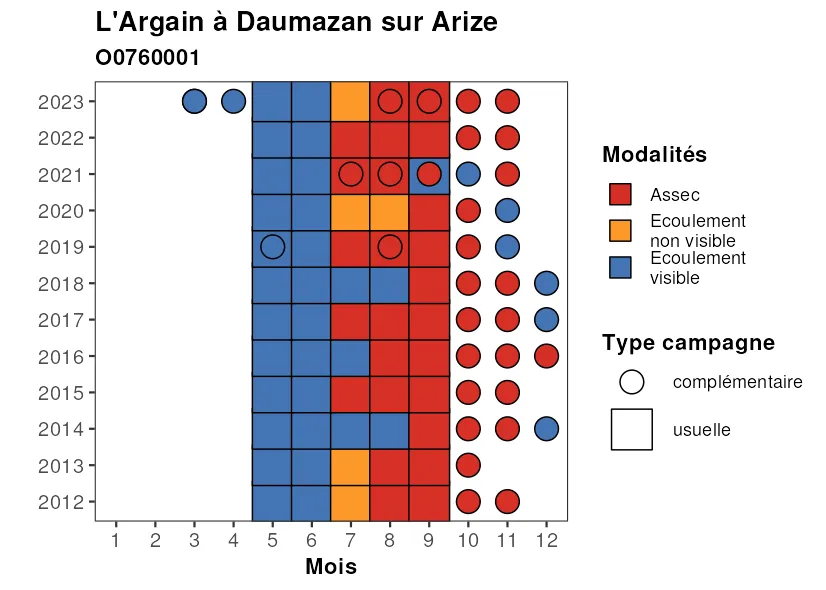 L'Argain à Daumazan sur Arize
O0760001
2023
2022
2021
2020
2019
2018
2017
2016
2015
2014
2013
2012
1 2 3 4 5 6 7 8 9 10 11 12
Mois
Modalités
Assec
Ecoulement
non visible
Ecoulement
visible
Type campagne
complémentaire
usuelle